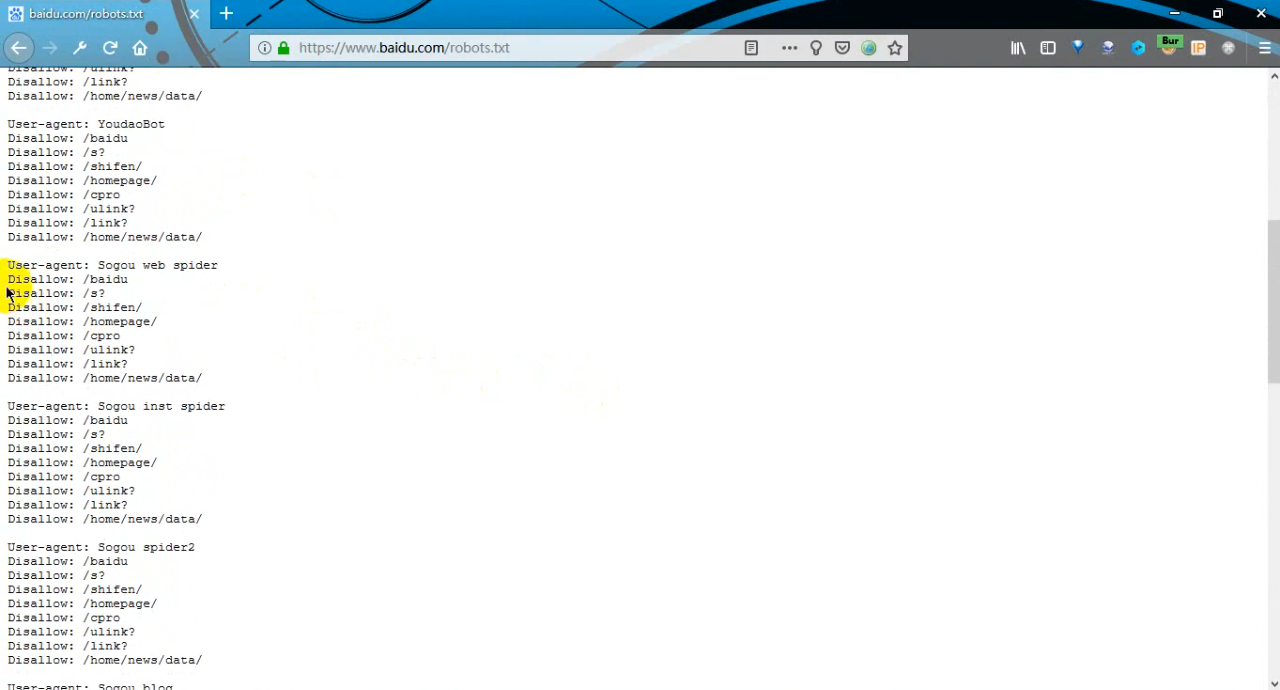 baidu.com/robots.txt
https://www.baidu.com/robots.txt
Bur
IP
Disallow: /ulink?
Disallow: /link?
Disallow: /home/news/data/
User-agent: YoudaoBot
Disallow: /baidu
Disallow: /s?
Disallow: /shifen/
Disallow: /homepage/
Disallow: /cpro
Disallow: /ulink?
Disallow: /link?
Disallow: /home/news/data/
User-agent: Sogou web spider
Disallow: /baidu
Disallow: /s?
Disallow: /shifen/
Disallow: /homepage/
Disallow: /cpro
Disallow: /ulink?
Disallow: /link?
Disallow: /home/news/data/
User-agent: Sogou inst spider
Disallow: /baidu
Disallow: /s?
Disallow: /shifen/
Disallow: /homepage/
Disallow: /cpro
Disallow: /ulink?
Disallow: /link?
Disallow: /home/news/data/
User-agent: Sogou spider2
Disallow: /baidu
Disallow: /s?
Disallow: /shifen/
Disallow: /homepage/
Disallow: /cpro
Disallow: /ulink?
Disallow: /link?
Disallow: /home/news/data/
User-agent: Sogou blog